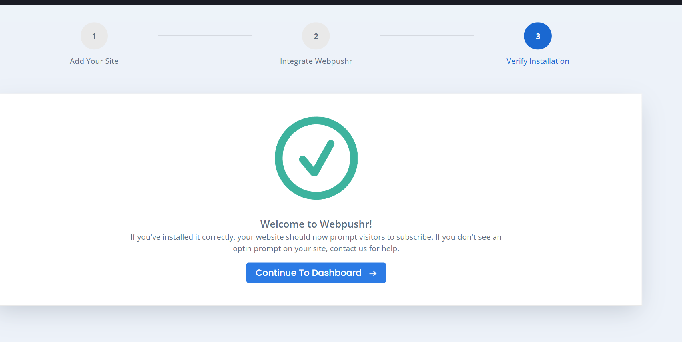 1
2
3
Add Your Site
Integrate Webpushr
Verify Installation
Welcome to Webpushr!
If you've installed it correctly, your website should now prompt visitors to subscribe. If you don't see an
optin prompt on your site, contact us for help.
Continue To Dashboard →